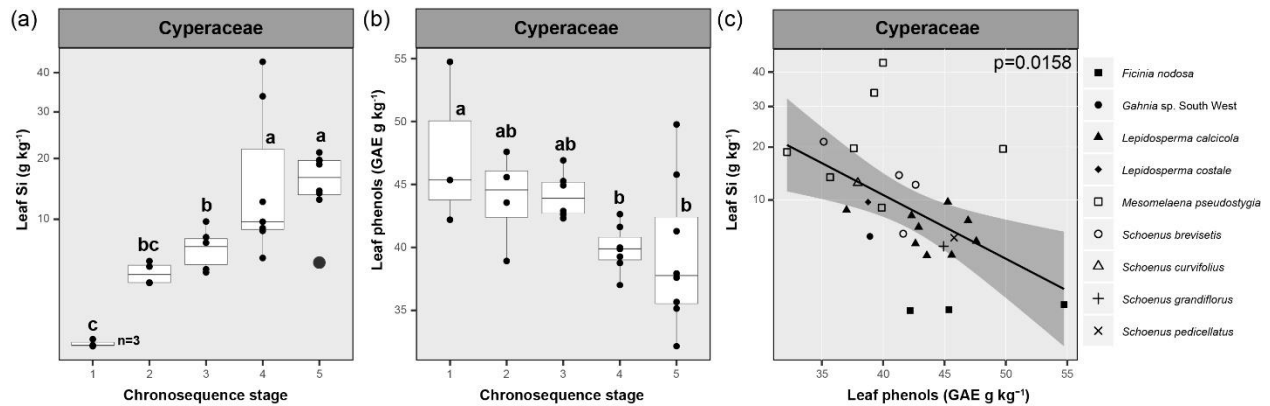 (a)
Cyperaceae
Leaf Si (g kg⁻¹)
40
30
20
10
c
n=3
bc
b
a
a
1 2 3 4 5
Chronosequence stage
(b)
Cyperaceae
Leaf phenols (GAE g kg⁻¹)
55
50
45
40
35
a
ab
ab
b
b
1 2 3 4 5
Chronosequence stage
(c)
Cyperaceae
p=0.0158
Leaf Si (g kg⁻¹)
40
30
20
10
35 40 45 50 55
Leaf phenols (GAE g kg⁻¹)
Ficinia nodosa
Gahnia sp. South West
Lepidosperma calcicola
Lepidosperma costale
Mesomelaena pseudostygia
Schoenus brevisetis
Schoenus curvifolius
Schoenus grandiflorus
Schoenus pedicellatus